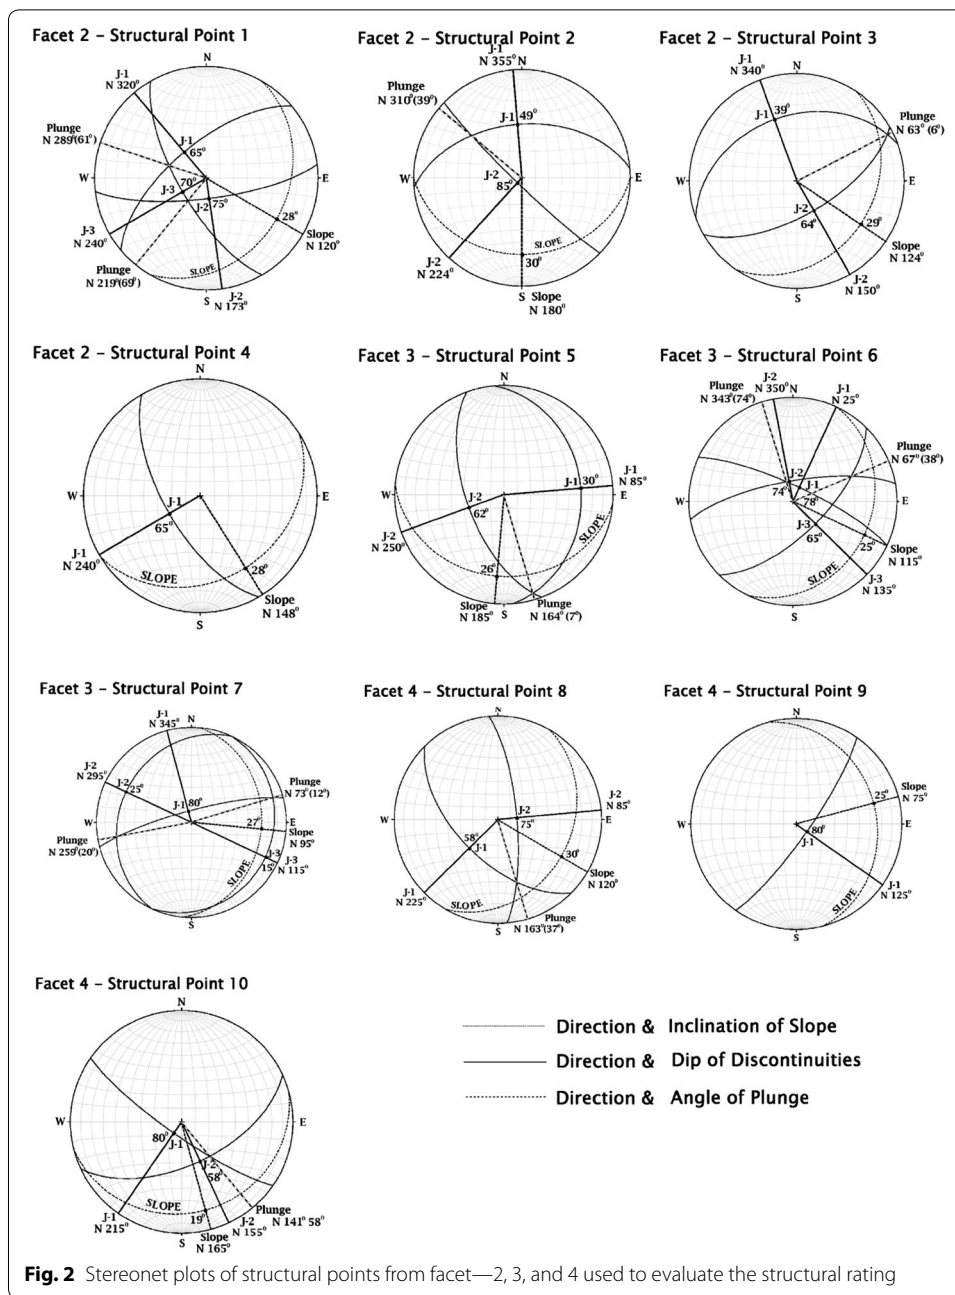 Facet 2 – Structural Point 1
N
J-1
N 320°
Plunge
N 289°(61°)
J-1
65°
W
E
70°
J-3
J-2
75°
28°
J-3
N 240°
Slope
N 120°
Plunge
N 219°(69°)
SLOPE
S
J-2
N 173°
Facet 2 – Structural Point 2
J-1
N 355°
N
Plunge
N 310°(39°)
J-1
49°
W
E
J-2
85°
SLOPE
30°
J-2
N 224°
S
Slope
N 180°
Facet 2 – Structural Point 3
J-1
N 340°
N
39°
J-1
Plunge
N 63° (6°)
W
E
J-2
64°
29°
Slope
N 124°
S
J-2
N 150°
Facet 2 – Structural Point 4
N
W
E
J-1
65°
J-1
N 240°
SLOPE
28°
Slope
N 148°
S
Facet 3 – Structural Point 5
N
J-1
N 85°
J-1
30°
W
E
J-2
62°
J-2
N 250°
SLOPE
26°
Slope
N 185°
S
Plunge
N 164° (7°)
Facet 3 – Structural Point 6
J-2
N 350°
N
Plunge
N 343°(74°)
J-1
N 25°
Plunge
N 67° (38°)
J-2
74°
J-1
78°
W
E
J-3
65°
25°
Slope
N 115°
SLOPE
J-3
N 135°
S
Facet 3 – Structural Point 7
J-1
N 345°
N
J-2
N 295°
J-2
25°
J-1
80°
Plunge
N 73°(12°)
W
E
27°
Slope
N 95°
Plunge
N 259°(20°)
SLOPE
J-3
15°
J-3
N 115°
S
Facet 4 – Structural Point 8
N
J-2
N 85°
J-2
75°
W
E
58°
J-1
30°
Slope
N 120°
J-1
N 225°
SLOPE
S
Plunge
N 163°(37°)
Facet 4 – Structural Point 9
N
25°
Slope
N 75°
W
E
80°
J-1
J-1
N 125°
SLOPE
S
Facet 4 – Structural Point 10
N
W
E
80°
J-1
J-2
58°
SLOPE
19°
J-1
N 215°
S
Slope
N 165°
J-2
N 155°
Plunge
N 141° 58°
Direction & Inclination of Slope
Direction & Dip of Discontinuities
Direction & Angle of Plunge
Fig. 2 Stereonet plots of structural points from facet—2, 3, and 4 used to evaluate the structural rating